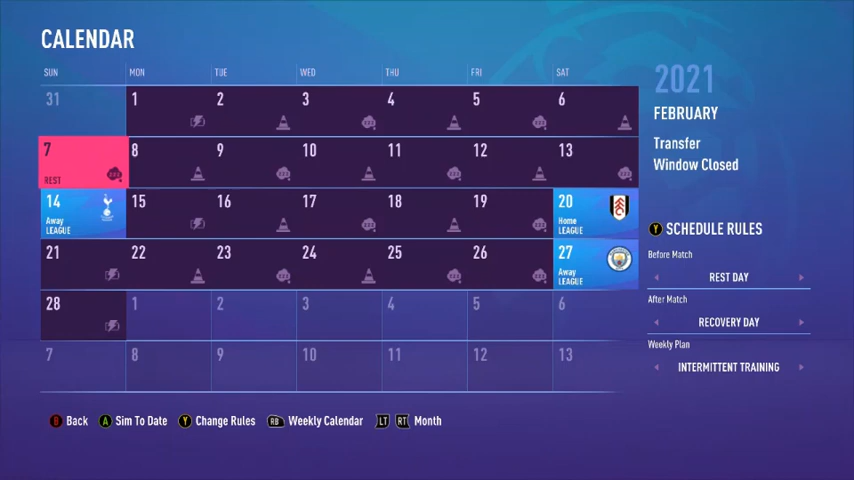 CALENDAR
SUN MON TUE WED THU FRI SAT
31 1 2 3 4 5 6
7 8 9 10 11 12 13
REST
14 15 16 17 18 19 20
Away Home
LEAGUE LEAGUE
21 22 23 24 25 26 27
Away
LEAGUE
28 1 2 3 4 5 6
7 8 9 10 11 12 13
2021
FEBRUARY
Transfer
Window Closed
Y SCHEDULE RULES
Before Match
REST DAY
After Match
RECOVERY DAY
Weekly Plan
INTERMITTENT TRAINING
B Back A Sim To Date Y Change Rules RB Weekly Calendar LT RT Month